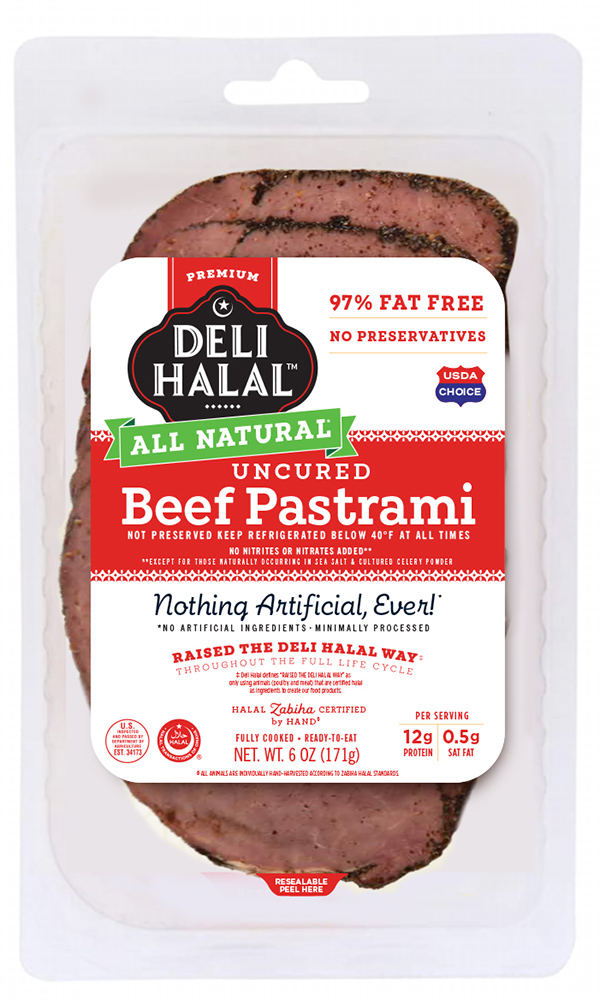 PREMIUM
DELI
HALAL™
ALL NATURAL*
UNCURED
Beef Pastrami
NOT PRESERVED KEEP REFRIGERATED BELOW 40°F AT ALL TIMES
NO NITRITES OR NITRATES ADDED**
**EXCEPT FOR THOSE NATURALLY OCCURRING IN SEA SALT & CULTURED CELERY POWDER
97% FAT FREE
NO PRESERVATIVES
USDA
CHOICE
Nothing Artificial, Ever!*
*NO ARTIFICIAL INGREDIENTS · MINIMALLY PROCESSED
RAISED THE DELI HALAL WAY‡
THROUGHOUT THE FULL LIFE CYCLE
‡ Deli Halal defines "RAISED THE DELI HALAL WAY" as
only using animals (poultry and meat) that are certified halal
as ingredients to create our food products.
HALAL Zabiha CERTIFIED
by HAND§
FULLY COOKED • READY-TO-EAT
NET. WT. 6 OZ (171g)
PER SERVING
12g PROTEIN
0.5g SAT FAT
U.S.
INSPECTED
AND PASSED BY
DEPARTMENT OF
AGRICULTURE
EST. 34173
حلال
HALAL
§ ALL ANIMALS ARE INDIVIDUALLY HAND-HARVESTED ACCORDING TO ZABIHA HALAL STANDARDS
RESEALABLE
PEEL HERE